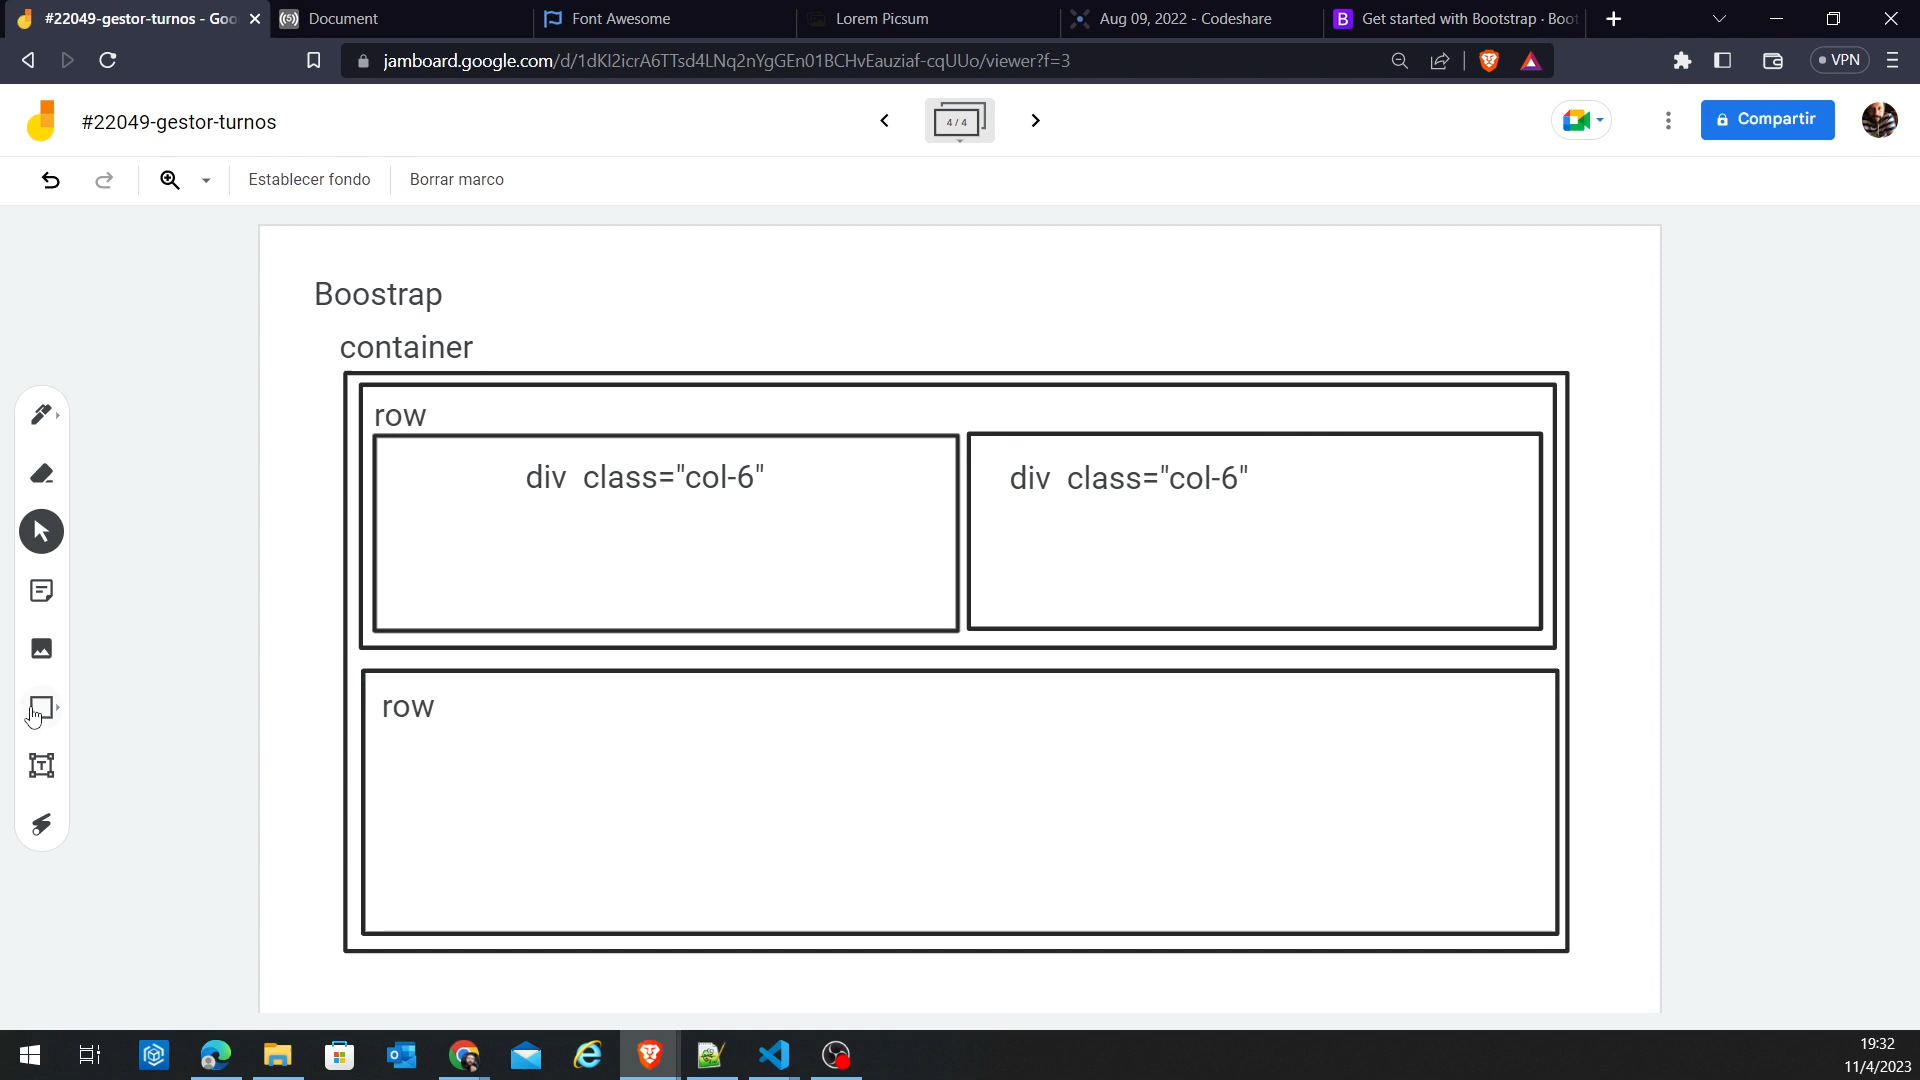 #22049-gestor-turnos - Goo
Document
Font Awesome
Lorem Picsum
Aug 09, 2022 - Codeshare
Get started with Bootstrap · Boot
jamboard.google.com/d/1dKI2icrA6TTsd4LNq2nYgGEn01BCHvEauziaf-cqUUo/viewer?f=3
VPN
#22049-gestor-turnos
4 / 4
Compartir
Establecer fondo
Borrar marco
Boostrap
container
row
div class="col-6"
div class="col-6"
row
19:32
11/4/2023